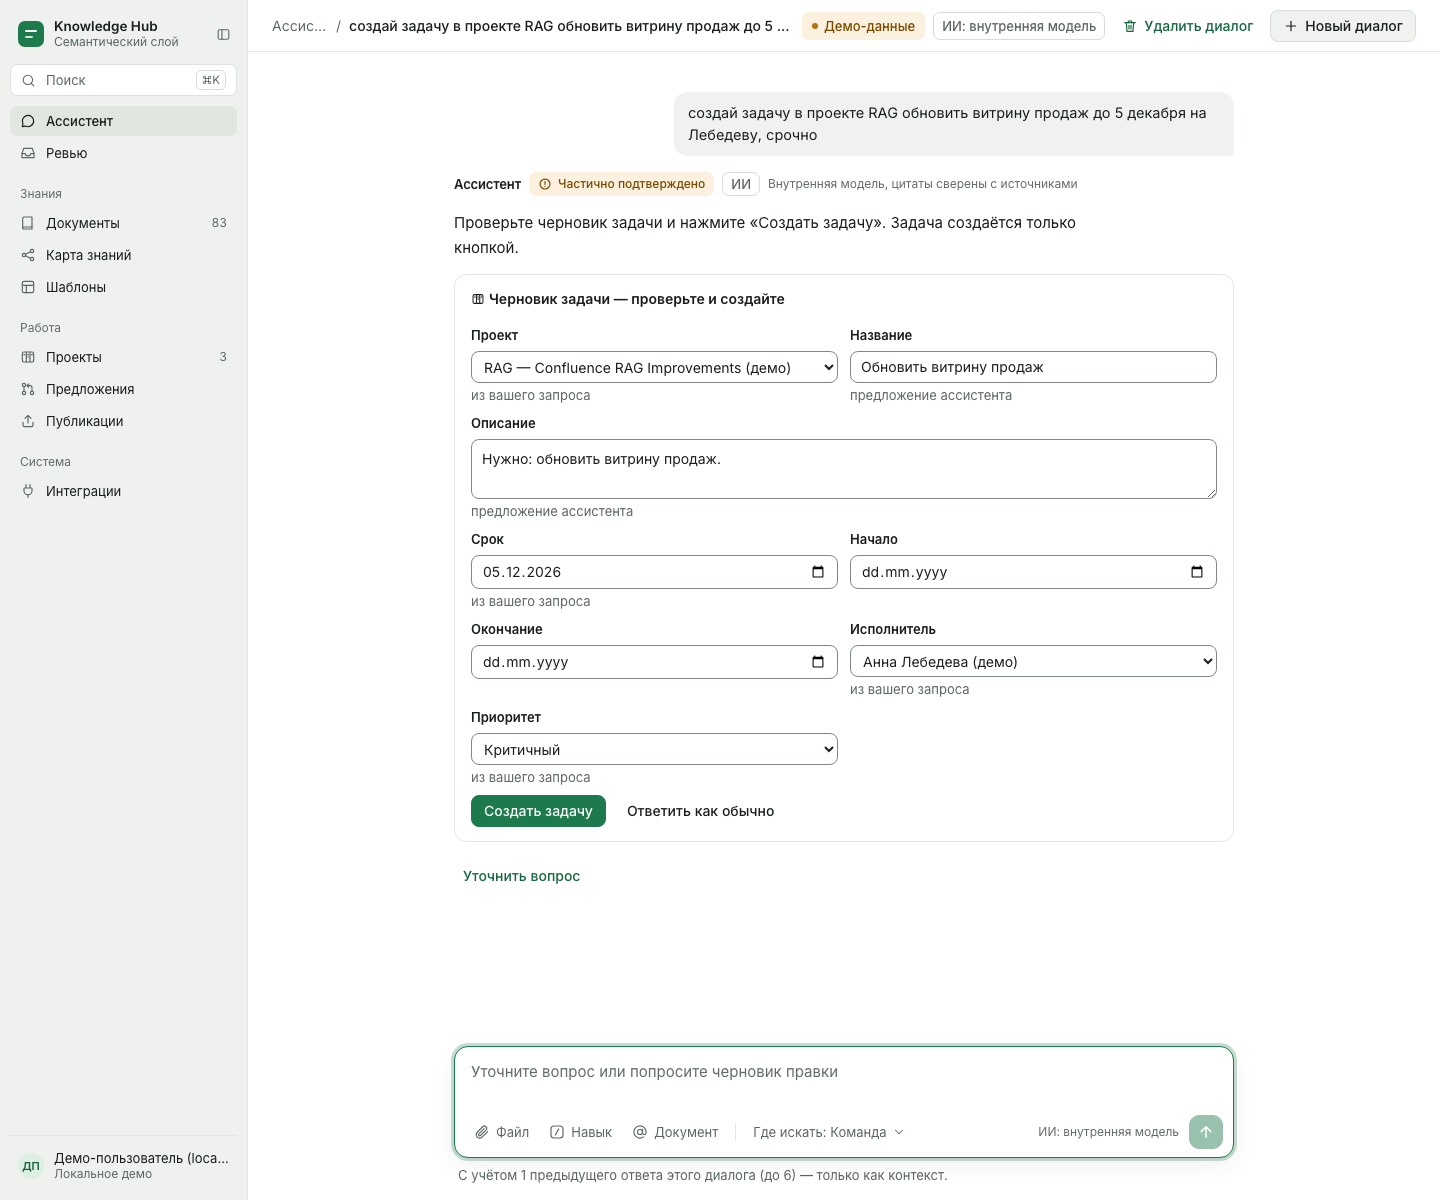 Knowledge Hub
Семантический слой
Поиск
⌘K
Ассистент
Ревью
Знания
Документы 83
Карта знаний
Шаблоны
Работа
Проекты 3
Предложения
Публикации
Система
Интеграции
ДП
Демо-пользователь (loca...
Локальное демо
Ассис... / создай задачу в проекте RAG обновить витрину продаж до 5 ...
Демо-данные
ИИ: внутренняя модель
Удалить диалог
Новый диалог
создай задачу в проекте RAG обновить витрину продаж до 5 декабря на
Лебедеву, срочно
Ассистент
Частично подтверждено
ИИ
Внутренняя модель, цитаты сверены с источниками
Проверьте черновик задачи и нажмите «Создать задачу». Задача создаётся только
кнопкой.
Черновик задачи — проверьте и создайте
Проект
RAG — Confluence RAG Improvements (демо)
из вашего запроса
Название
Обновить витрину продаж
предложение ассистента
Описание
Нужно: обновить витрину продаж.
предложение ассистента
Срок
05.12.2026
из вашего запроса
Начало
dd.mm.yyyy
Окончание
dd.mm.yyyy
Исполнитель
Анна Лебедева (демо)
из вашего запроса
Приоритет
Критичный
из вашего запроса
Создать задачу
Ответить как обычно
Уточнить вопрос
Уточните вопрос или попросите черновик правки
Файл
Навык
Документ
Где искать: Команда
ИИ: внутренняя модель
С учётом 1 предыдущего ответа этого диалога (до 6) — только как контекст.